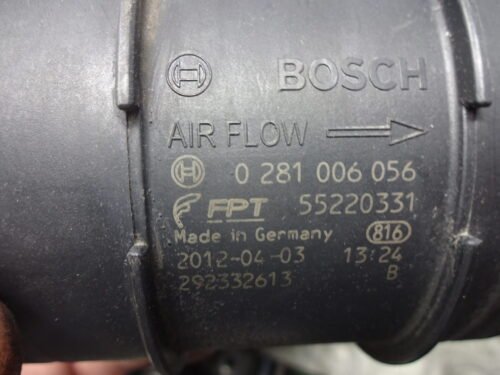 BOSCH
AIR FLOW
0 281 006 056
FPT 55220331
Made in Germany 816
2012-04-03 13:24
292332613 B